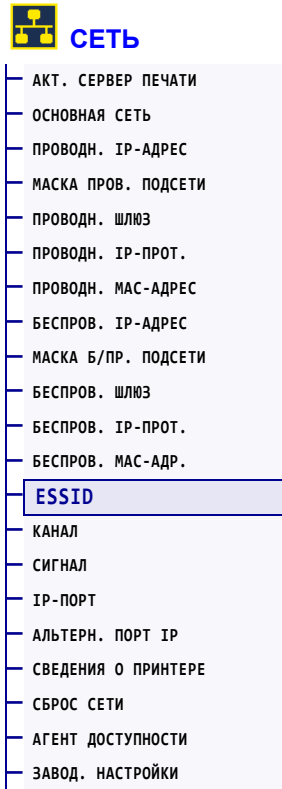 СЕТЬ
АКТ. СЕРВЕР ПЕЧАТИ
ОСНОВНАЯ СЕТЬ
ПРОВОДН. IP-АДРЕС
МАСКА ПРОВ. ПОДСЕТИ
ПРОВОДН. ШЛЮЗ
ПРОВОДН. IP-ПРОТ.
ПРОВОДН. MAC-АДРЕС
БЕСПРОВ. IP-АДРЕС
МАСКА Б/ПР. ПОДСЕТИ
БЕСПРОВ. ШЛЮЗ
БЕСПРОВ. IP-ПРОТ.
БЕСПРОВ. MAC-АДР.
ESSID
КАНАЛ
СИГНАЛ
IP-ПОРТ
АЛЬТЕРН. ПОРТ IP
СВЕДЕНИЯ О ПРИНТЕРЕ
СБРОС СЕТИ
АГЕНТ ДОСТУПНОСТИ
ЗАВОД. НАСТРОЙКИ